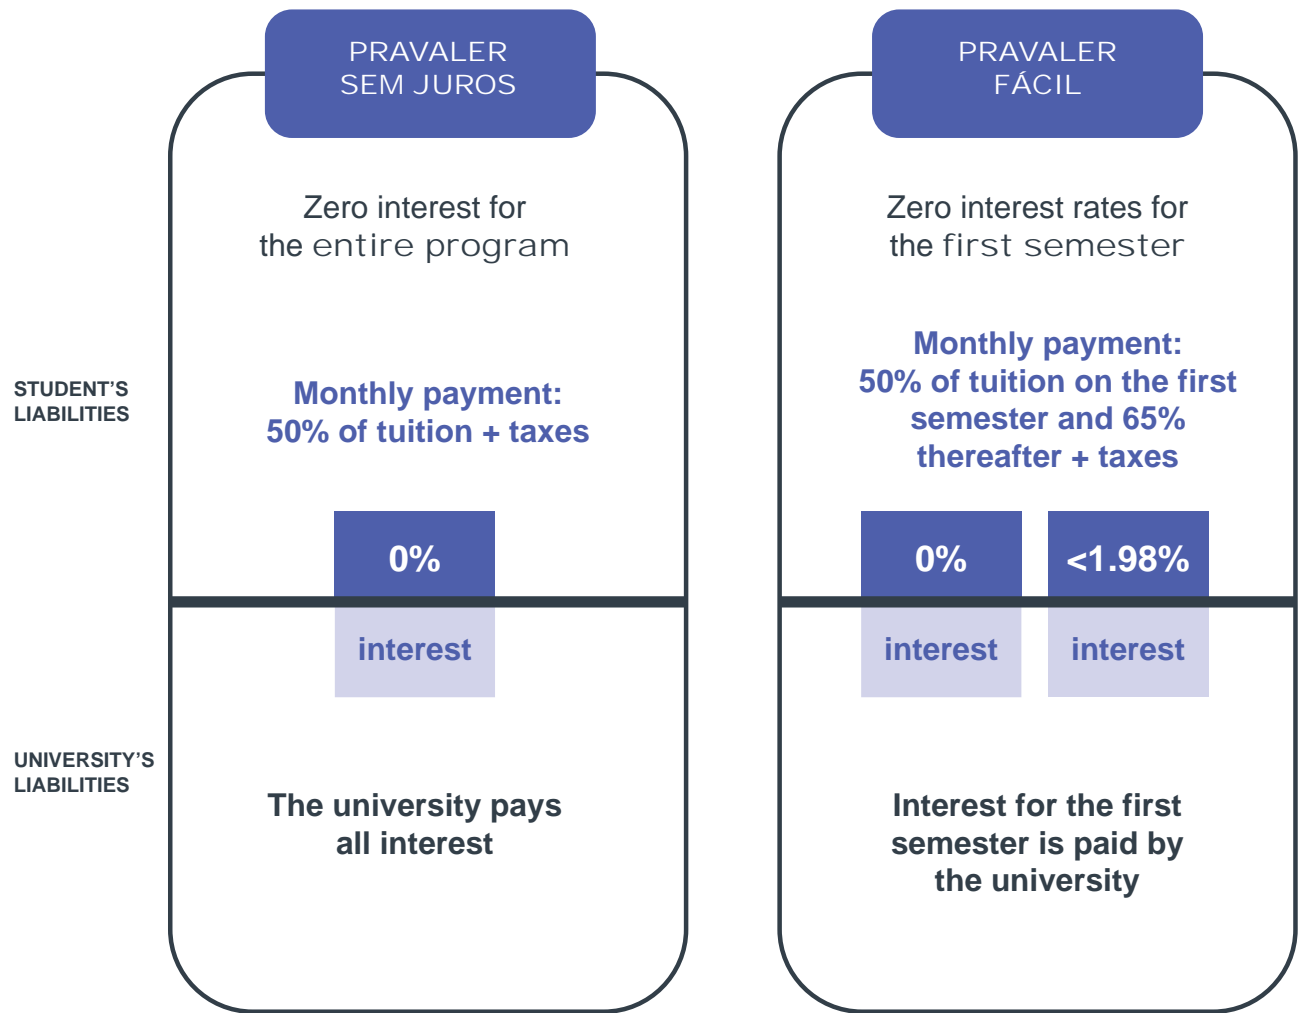 PRAVALER
SEM JUROS
Zero interest for
the entire program
STUDENT'S
LIABILITIES
Monthly payment:
50% of tuition + taxes
0%
interest
UNIVERSITY'S
LIABILITIES
The university pays
all interest
PRAVALER
FÁCIL
Zero interest rates for
the first semester
Monthly payment:
50% of tuition on the first
semester and 65%
thereafter + taxes
0%
<1.98%
interest
interest
Interest for the first
semester is paid by
the university